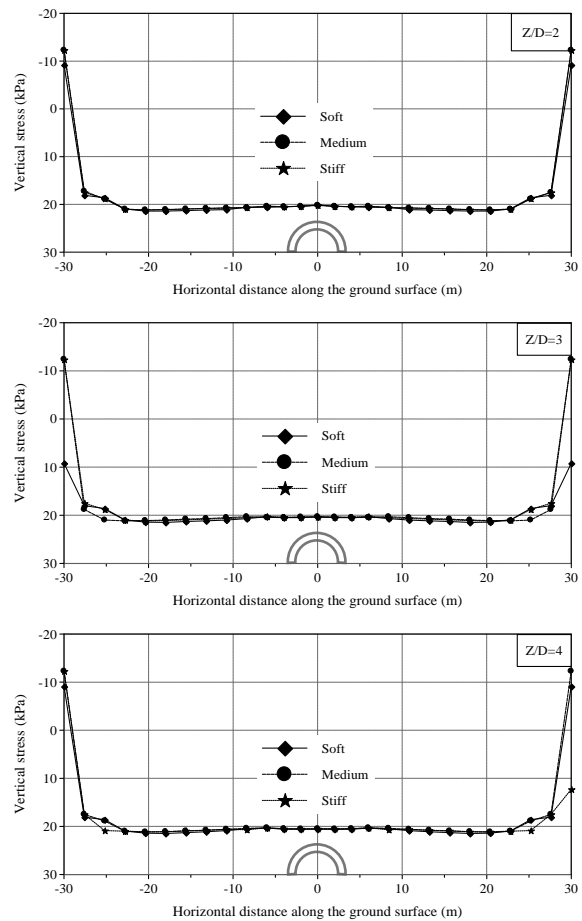 -20
Z/D=2
-10
0
10
20
30
Vertical stress (kPa)
Soft
Medium
Stiff
-30 -20 -10 0 10 20 30
Horizontal distance along the ground surface (m)
-20
Z/D=3
-10
0
10
20
30
Vertical stress (kPa)
Soft
Medium
Stiff
-30 -20 -10 0 10 20 30
Horizontal distance along the ground surface (m)
-20
Z/D=4
-10
0
10
20
30
Vertical stress (kPa)
Soft
Medium
Stiff
-30 -20 -10 0 10 20 30
Horizontal distance along the ground surface (m)